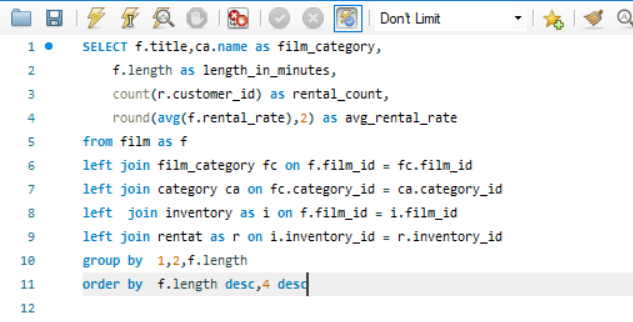 Don't Limit
1 SELECT f.title,ca.name as film_category,
2 f.length as length_in_minutes,
3 count(r.customer_id) as rental_count,
4 round(avg(f.rental_rate),2) as avg_rental_rate
5 from film as f
6 left join film_category fc on f.film_id = fc.film_id
7 left join category ca on fc.category_id = ca.category_id
8 left  join inventory as i on f.film_id = i.film_id
9 left join rentat as r on i.inventory_id = r.inventory_id
10 group by  1,2,f.length
11 order by  f.length desc,4 desc
12